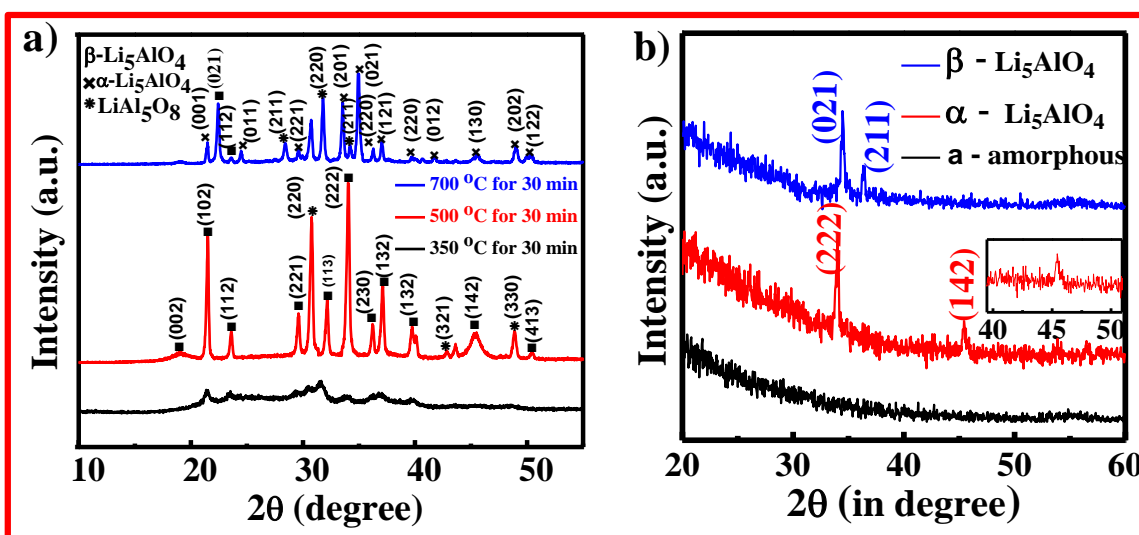 a)
β-Li₅AlO₄
×α-Li₅AlO₄
* LiAl₅O₈
(001)
■(021)
(112)
(011)
(211)
(221)
(220)
(201)
(211)
(021)
(220)
(121)
(220)
(012)
(130)
(202)
(122)
700 ᴼC for 30 min
500 ᴼC for 30 min
350 ᴼC for 30 min
(002)
(102)
(112)
(221)
(220)
(113)
(222)
(230)
(132)
(132)
(321)
(142)
(330)
(413)
Intensity (a.u.)
10 20 30 40 50
2θ (degree)
b)
β - Li₅AlO₄
α - Li₅AlO₄
a - amorphous
(021)
(211)
(222)
(142)
40 45 50
Intensity (a.u.)
20 30 40 50 60
2θ (in degree)